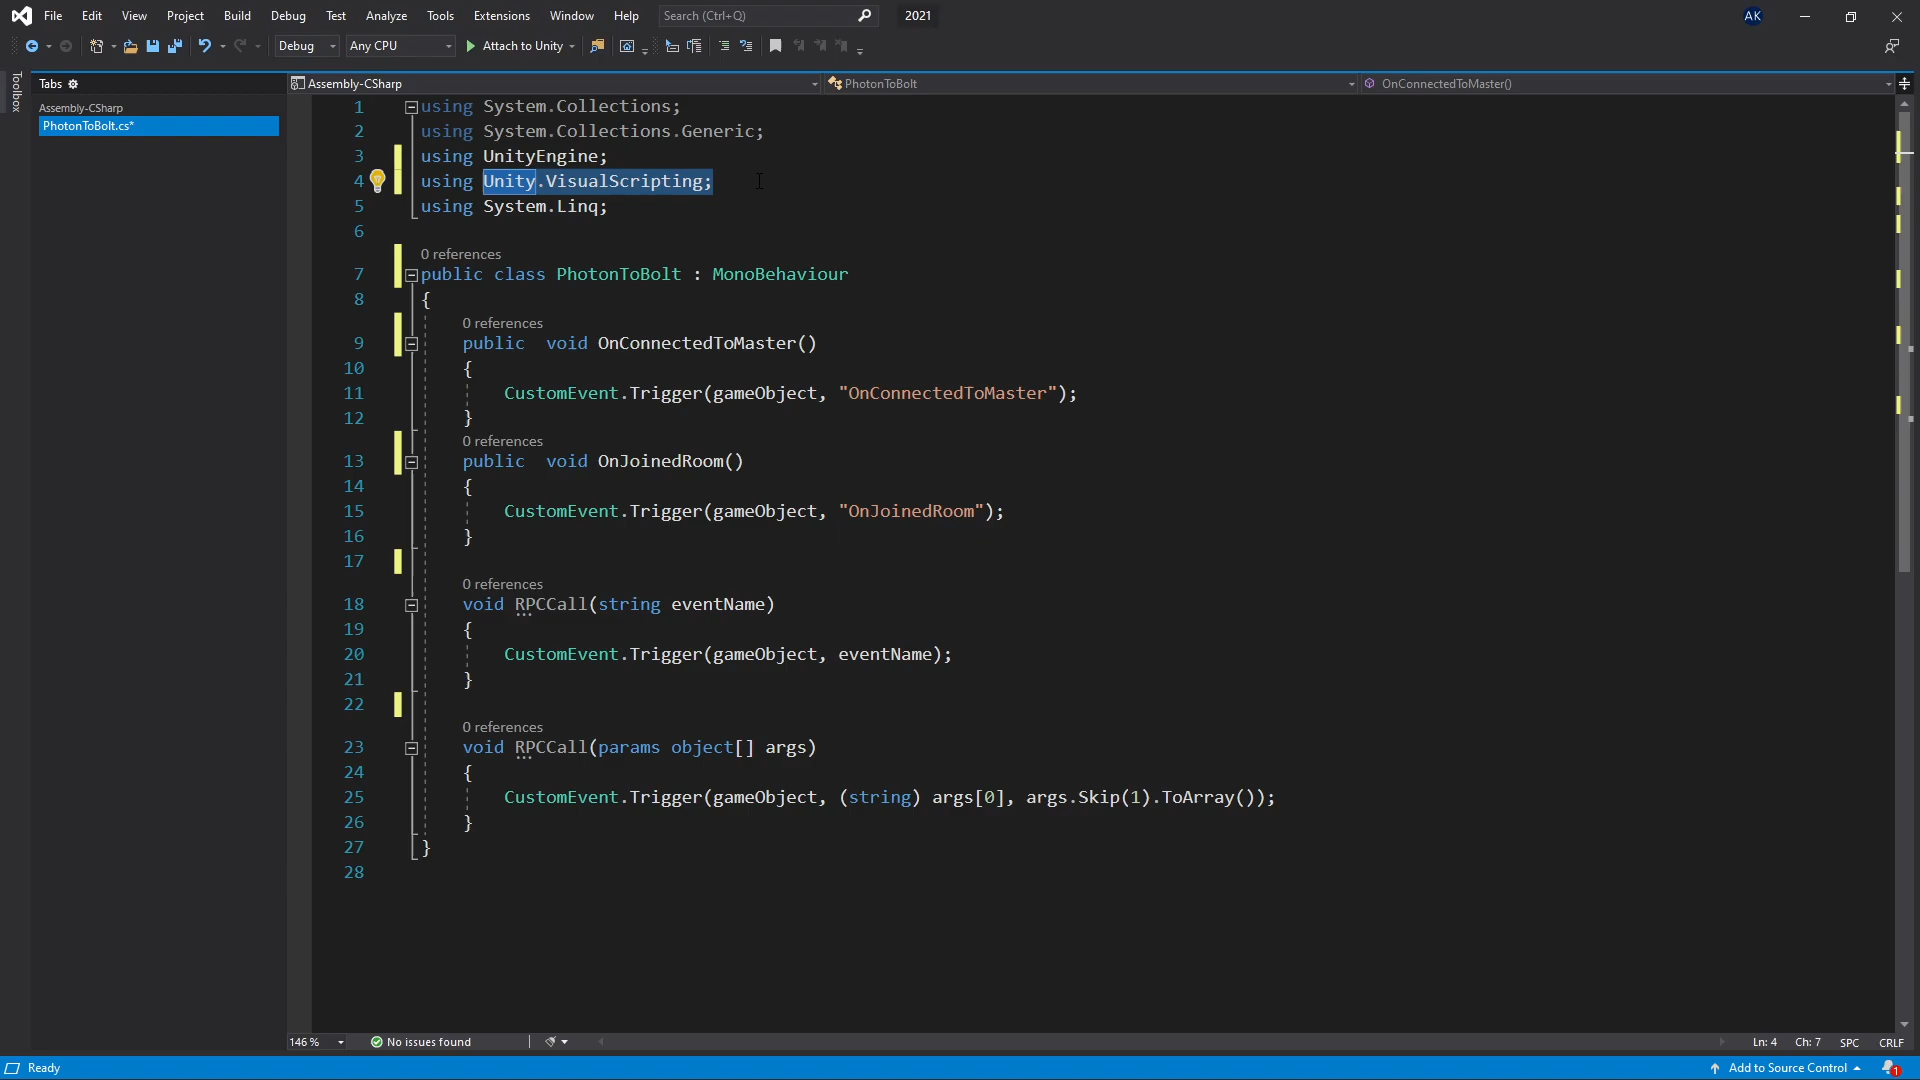 File Edit View Project Build Debug Test Analyze Tools Extensions Window Help Search (Ctrl+Q) 2021 AK
Debug Any CPU Attach to Unity
Toolbox
Tabs
Assembly-CSharp
PhotonToBolt.cs*
Assembly-CSharp PhotonToBolt OnConnectedToMaster()
1 using System.Collections;
2 using System.Collections.Generic;
3 using UnityEngine;
4 using Unity.VisualScripting;
5 using System.Linq;
6
0 references
7 public class PhotonToBolt : MonoBehaviour
8 {
0 references
9 public  void OnConnectedToMaster()
10 {
11 CustomEvent.Trigger(gameObject, "OnConnectedToMaster");
12 }
0 references
13 public  void OnJoinedRoom()
14 {
15 CustomEvent.Trigger(gameObject, "OnJoinedRoom");
16 }
17
0 references
18 void RPCCall(string eventName)
19 {
20 CustomEvent.Trigger(gameObject, eventName);
21 }
22
0 references
23 void RPCCall(params object[] args)
24 {
25 CustomEvent.Trigger(gameObject, (string) args[0], args.Skip(1).ToArray());
26 }
27 }
28
146 % No issues found Ln: 4 Ch: 7 SPC CRLF
Ready Add to Source Control 1